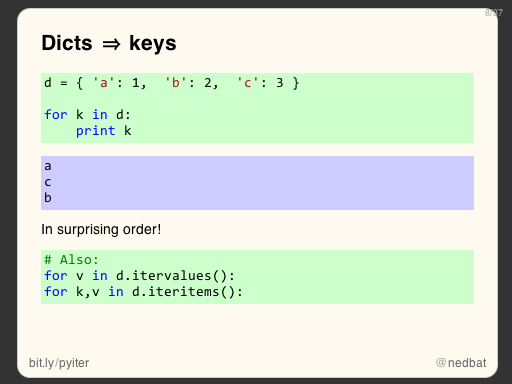 8/37
Dicts ⇒ keys
d = { 'a': 1,  'b': 2,  'c': 3 }
for k in d:
    print k
a
c
b
In surprising order!
# Also:
for v in d.itervalues():
for k,v in d.iteritems():
bit.ly/pyiter
@nedbat